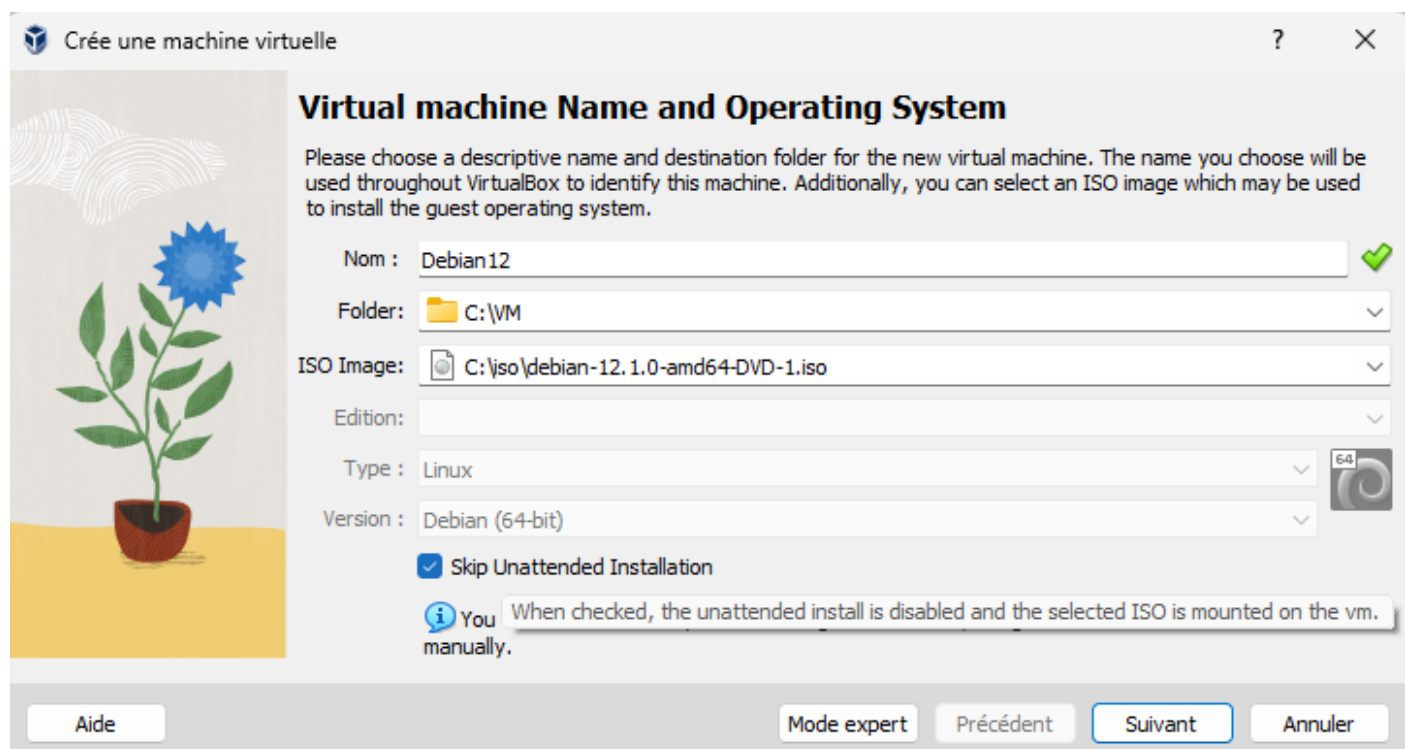 Crée une machine virtuelle
?
Virtual machine Name and Operating System
Please choose a descriptive name and destination folder for the new virtual machine. The name you choose will be
used throughout VirtualBox to identify this machine. Additionally, you can select an ISO image which may be used
to install the guest operating system.
Nom : Debian12
Folder: C:\VM
ISO Image: C:\iso\debian-12.1.0-amd64-DVD-1.iso
Edition:
Type : Linux
64
Version : Debian (64-bit)
Skip Unattended Installation
You
When checked, the unattended install is disabled and the selected ISO is mounted on the vm.
manually.
Aide Mode expert Précédent Suivant Annuler